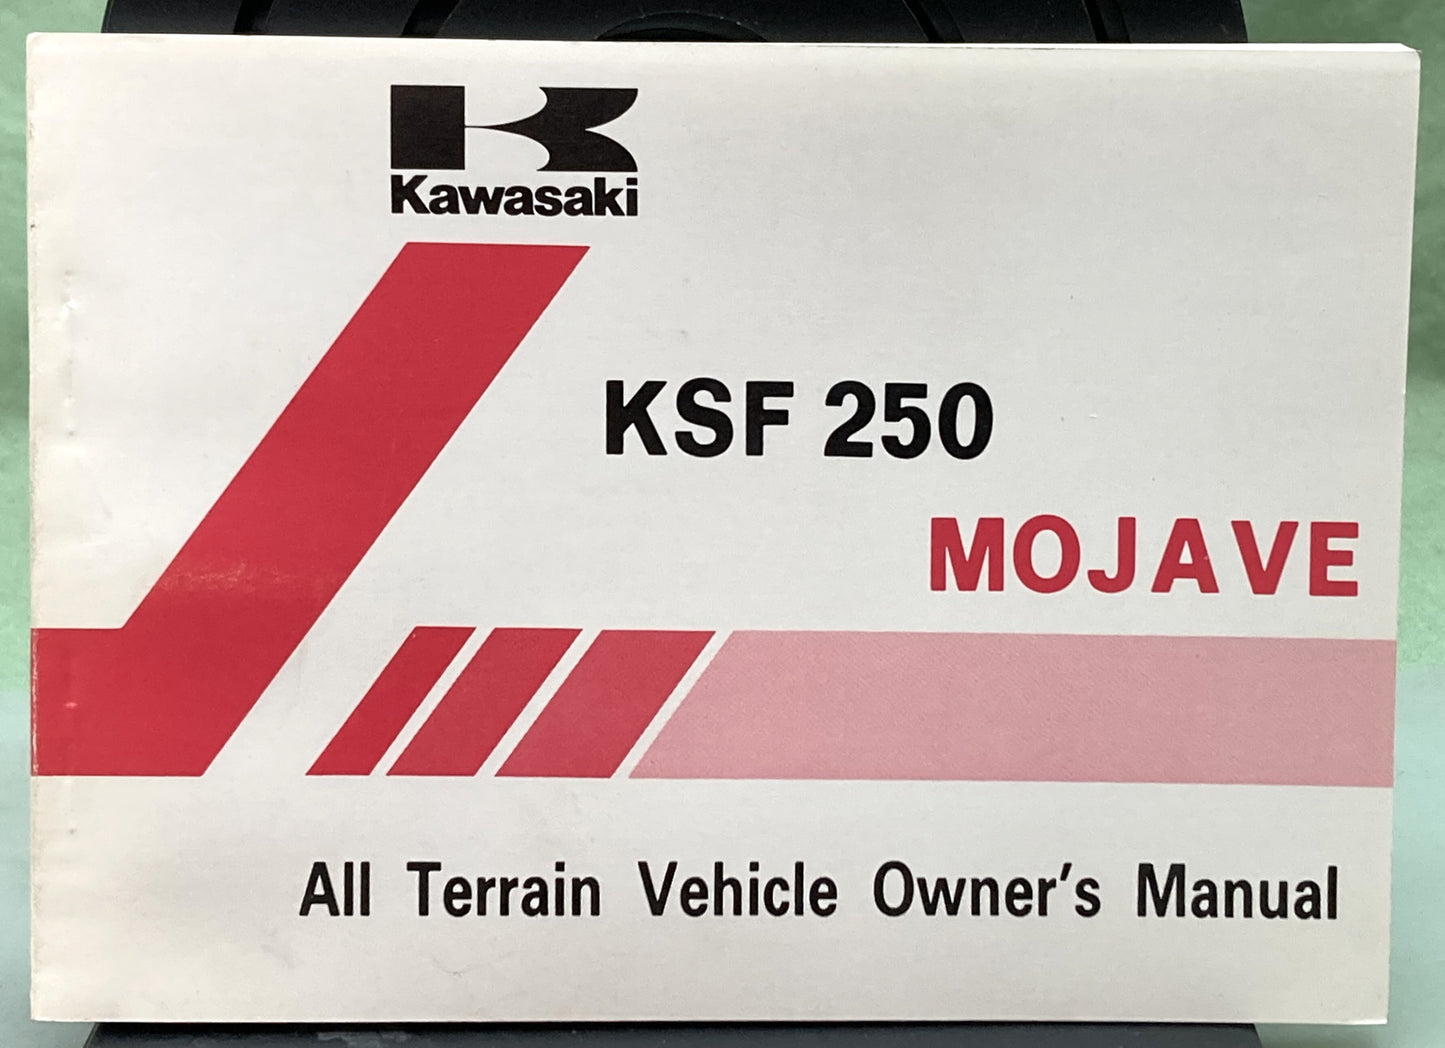 Kawasaki
KSF 250
MOJAVE
All Terrain Vehicle Owner's Manual